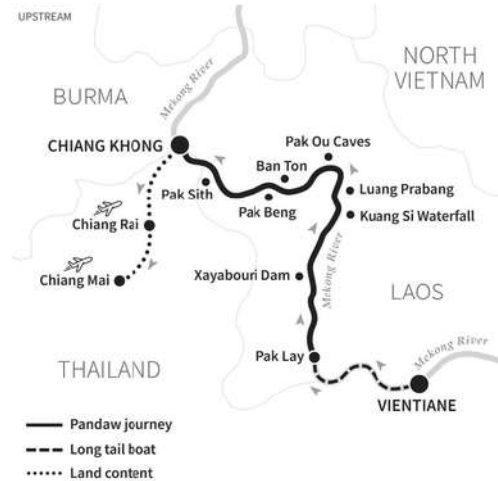 UPSTREAM
Mekong River
NORTH
VIETNAM
BURMA
CHIANG KHONG
Pak Ou Caves
Ban Ton
Pak Sith
Luang Prabang
Pak Beng
Kuang Si Waterfall
Chiang Rai
Chiang Mai
Xayabouri Dam
Mekong River
LAOS
Mekong River
Pak Lay
THAILAND
VIENTIANE
Pandaw journey
Long tail boat
Land content